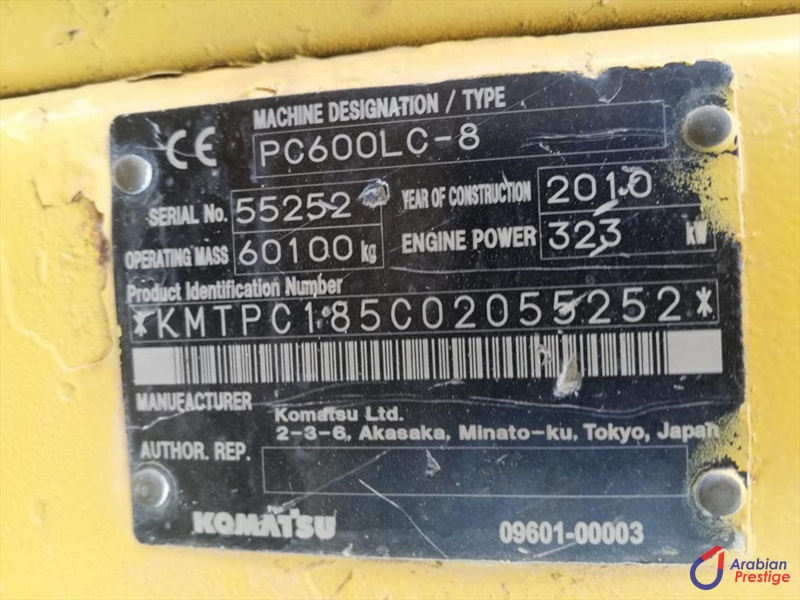 CE
MACHINE DESIGNATION / TYPE
PC600LC-8
SERIAL No. 55252
YEAR OF CONSTRUCTION 2010
OPERATING MASS 60100 kg
ENGINE POWER 323 kW
Product Identification Number
*KMTPC185C02055252*
MANUFACTURER
Komatsu Ltd.
2-3-6, Akasaka, Minato-ku, Tokyo, Japan
AUTHOR. REP.
KOMATSU
09601-00003
Arabian
Prestige